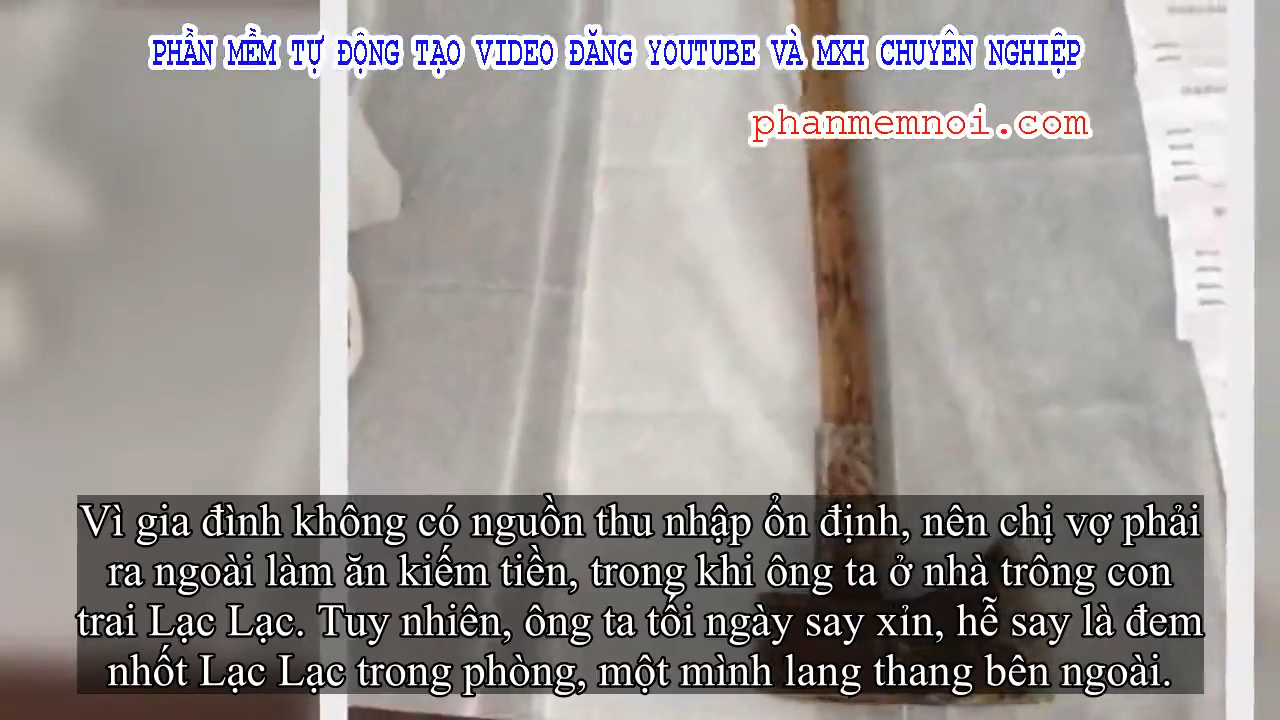 PHẦN MỀM TỰ ĐỘNG TẠO VIDEO ĐĂNG YOUTUBE VÀ MXH CHUYÊN NGHIỆP
phanmemnoi.com
Vì gia đình không có nguồn thu nhập ổn định, nên chị vợ phải
ra ngoài làm ăn kiếm tiền, trong khi ông ta ở nhà trông con
trai Lạc Lạc. Tuy nhiên, ông ta tối ngày say xỉn, hễ say là đem
nhốt Lạc Lạc trong phòng, một mình lang thang bên ngoài.